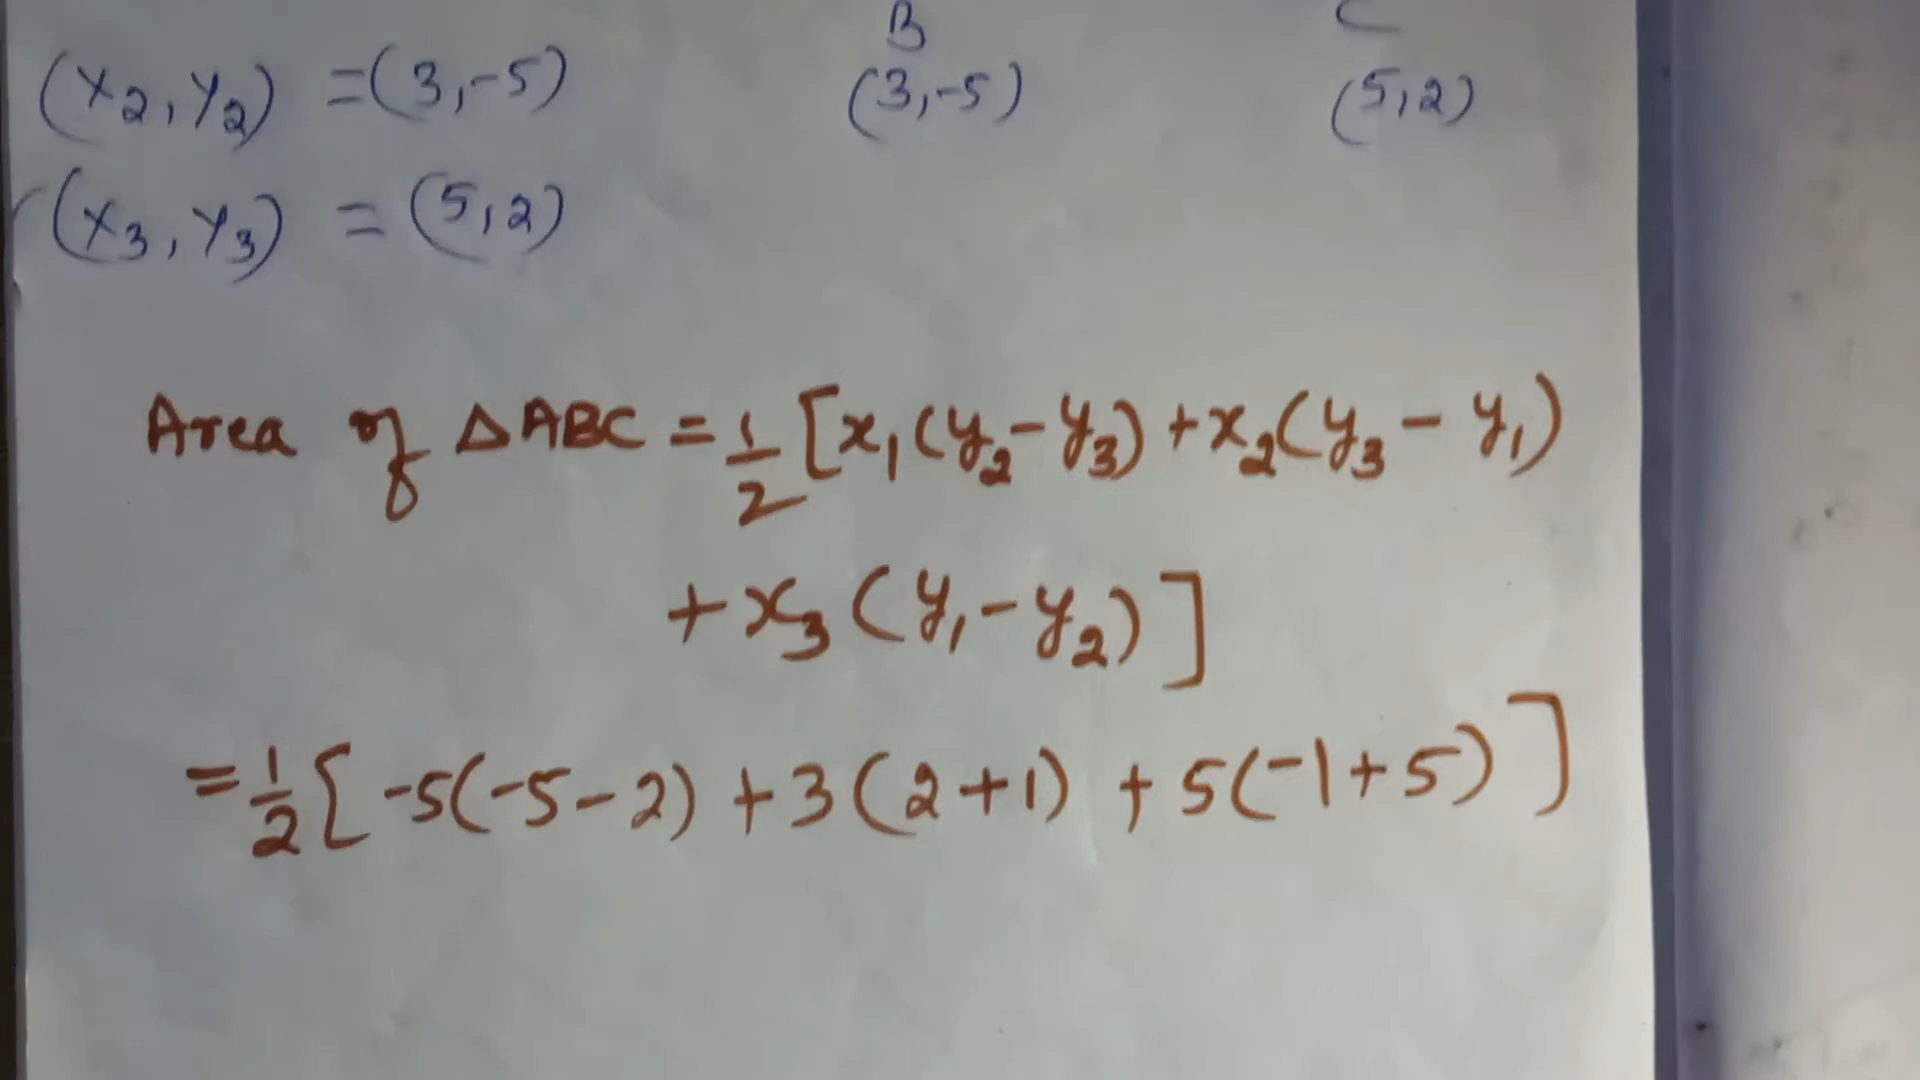 B C
(x₂, y₂) = (3, -5) (3, -5) (5, 2)
(x₃, y₃) = (5, 2)
Area of △ABC = 1/2 [x₁(y₂ - y₃) + x₂(y₃ - y₁)
+ x₃(y₁ - y₂)]
= 1/2 [-5(-5-2) + 3(2+1) + 5(-1+5)]